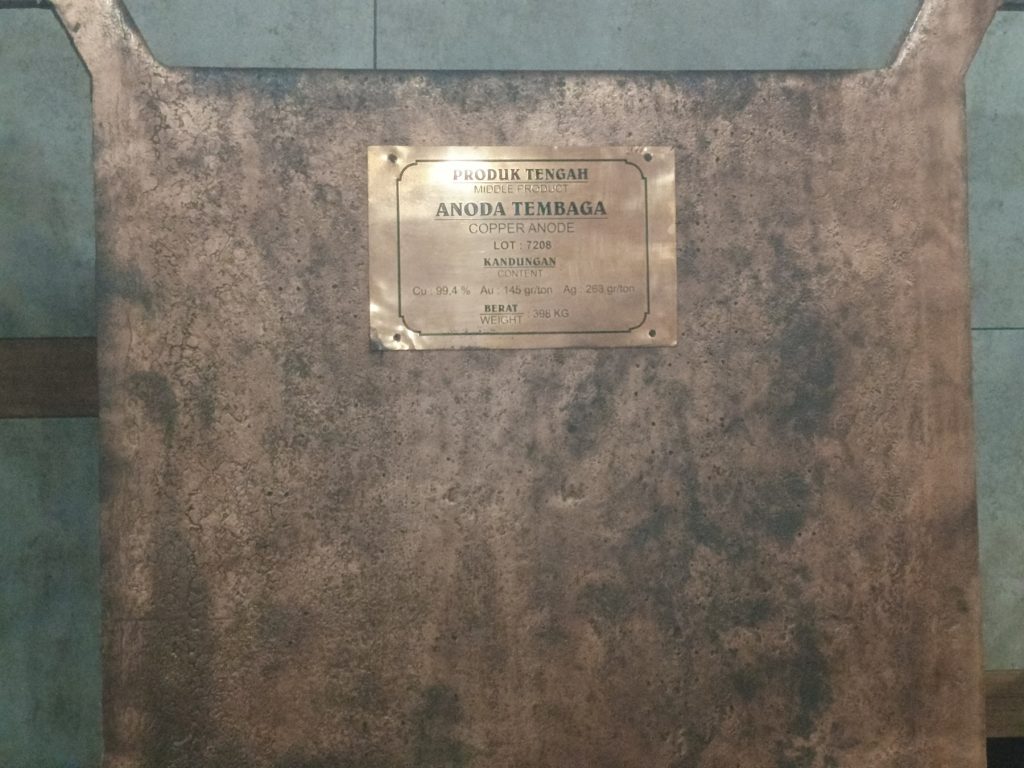 PRODUK TENGAH
MIDDLE PRODUCT
ANODA TEMBAGA
COPPER ANODE
LOT : 7208
KANDUNGAN
CONTENT
Cu : 99,4 % Au : 145 gr/ton Ag : 263 gr/ton
BERAT : 398 KG
WEIGHT